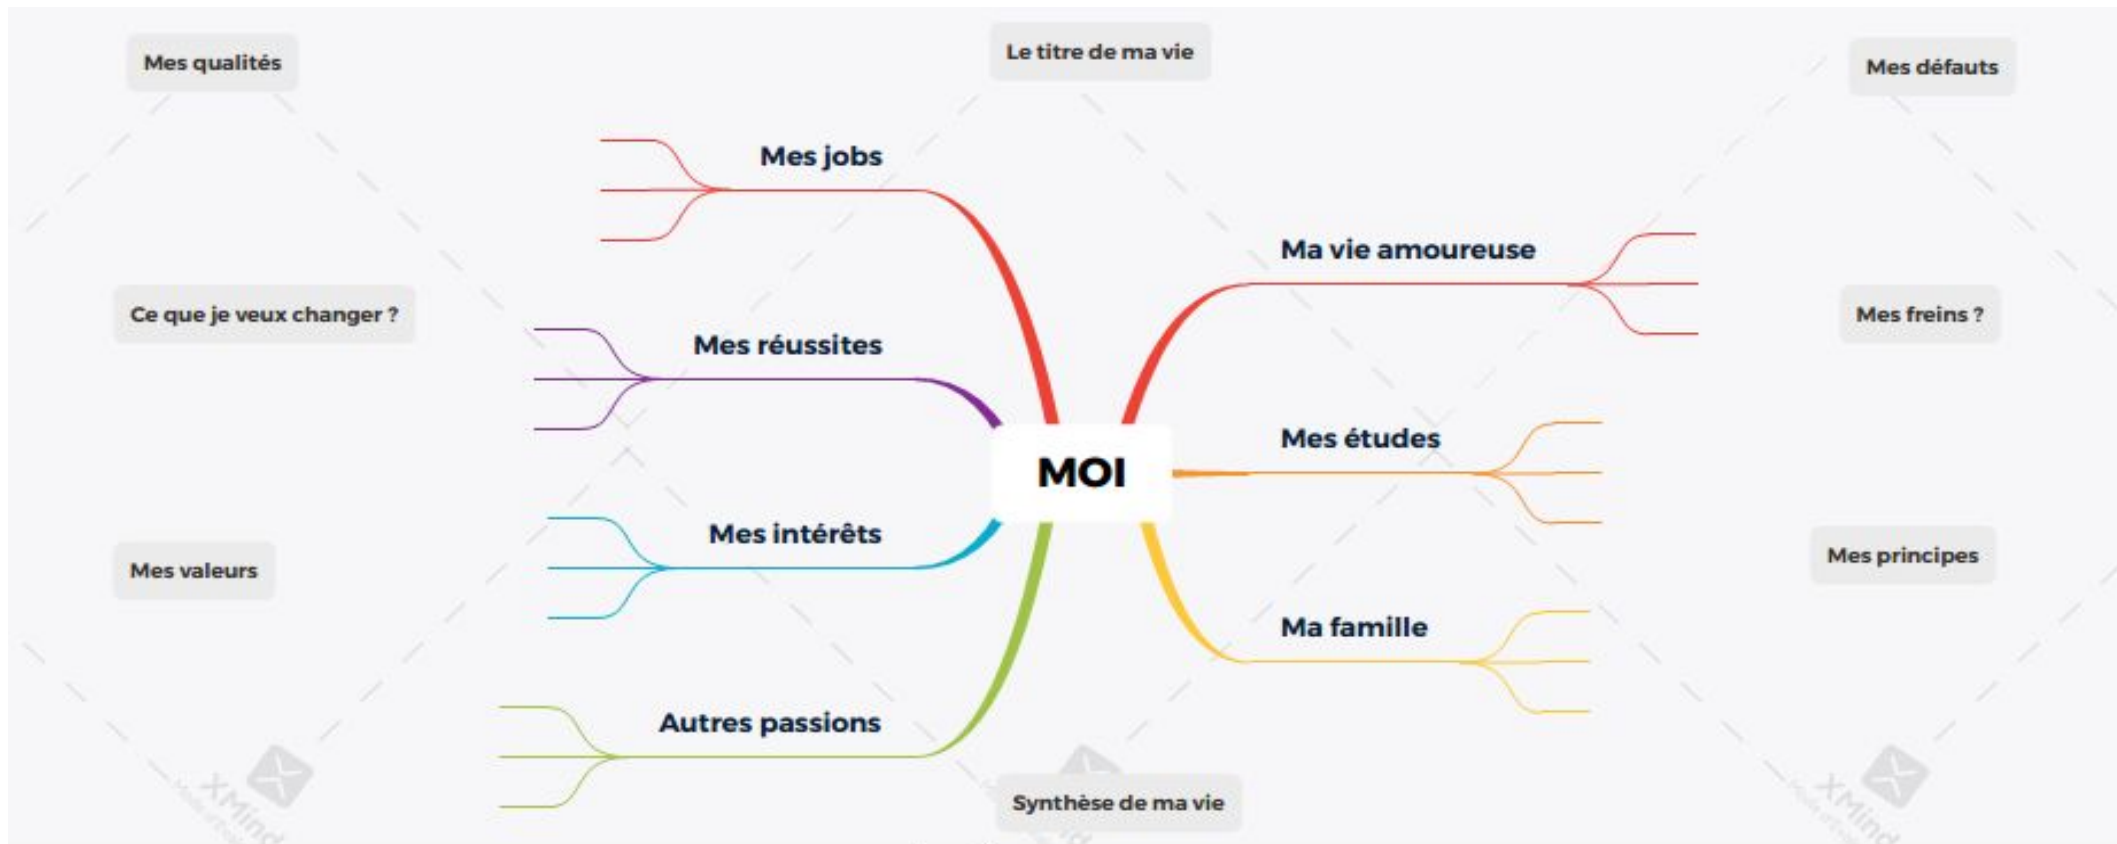 Mes qualités
Le titre de ma vie
Mes défauts
Mes jobs
Ma vie amoureuse
Ce que je veux changer ?
Mes freins ?
Mes réussites
Mes études
MOI
Mes intérêts
Mes valeurs
Mes principes
Ma famille
Autres passions
Synthèse de ma vie
XMind
XMind